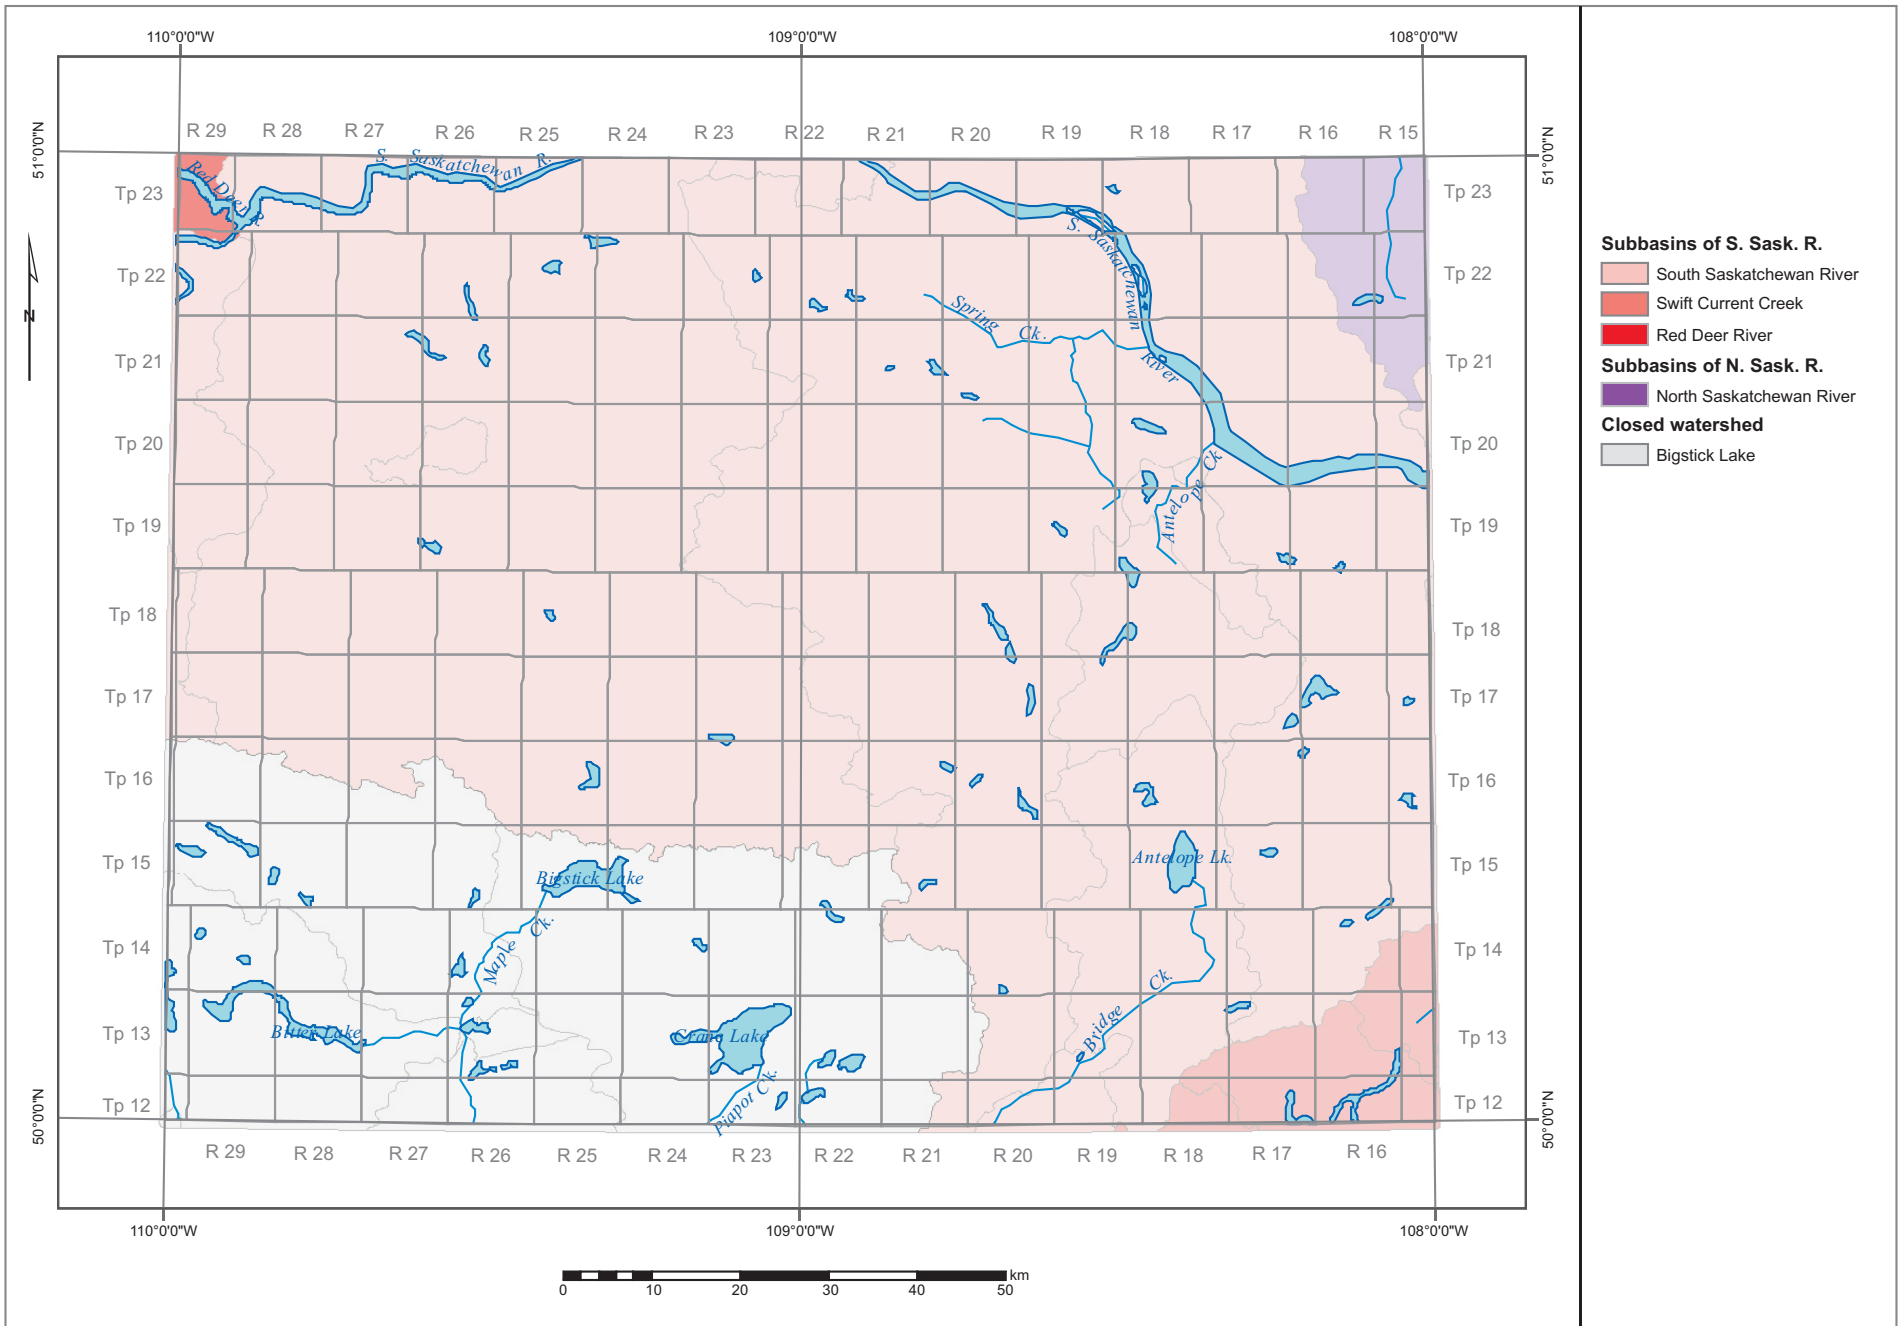 110°0'0"W
109°0'0"W
108°0'0"W
51°0'0"N
51°0'0"N
R 29
R 28
R 27
R 26
R 25
R 24
R 23
R 22
R 21
R 20
R 19
R 18
R 17
R 16
R 15
Tp 23
Tp 22
Tp 21
Tp 20
Tp 19
Tp 18
Tp 17
Tp 16
Tp 15
Tp 14
Tp 13
Tp 12
Red Deer R.
S. Saskatchewan R.
S. Saskatchewan River
Spring Ck.
Antelope Ck
Antelope Lk.
Bigstick Lake
Maple Ck.
Bitter Lake
Crane Lake
Piapot Ck.
Bridge Ck.
Tp 23
Tp 22
Tp 21
Tp 20
Tp 19
Tp 18
Tp 17
Tp 16
Tp 15
Tp 14
Tp 13
Tp 12
N
50°0'0"N
50°0'0"N
R 29
R 28
R 27
R 26
R 25
R 24
R 23
R 22
R 21
R 20
R 19
R 18
R 17
R 16
110°0'0"W
109°0'0"W
108°0'0"W
0 10 20 30 40 50 km
Subbasins of S. Sask. R.
South Saskatchewan River
Swift Current Creek
Red Deer River
Subbasins of N. Sask. R.
North Saskatchewan River
Closed watershed
Bigstick Lake